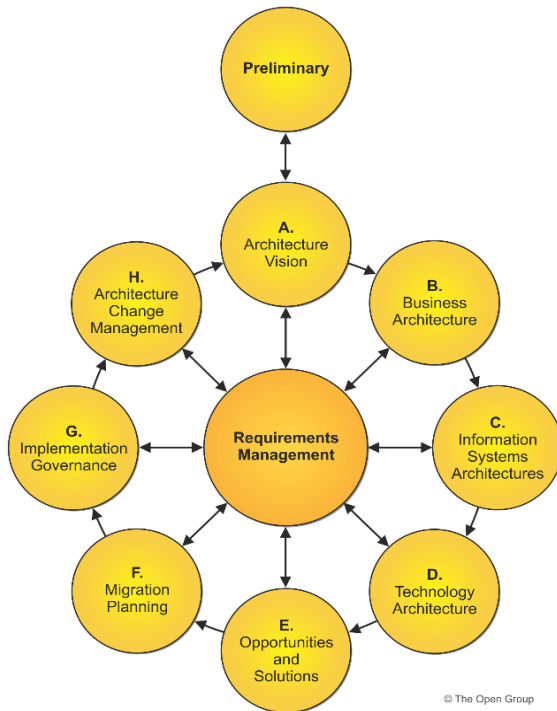 Preliminary
A.
Architecture
Vision
B.
Business
Architecture
C.
Information
Systems
Architectures
D.
Technology
Architecture
E.
Opportunities
and
Solutions
F.
Migration
Planning
G.
Implementation
Governance
H.
Architecture
Change
Management
Requirements
Management
© The Open Group